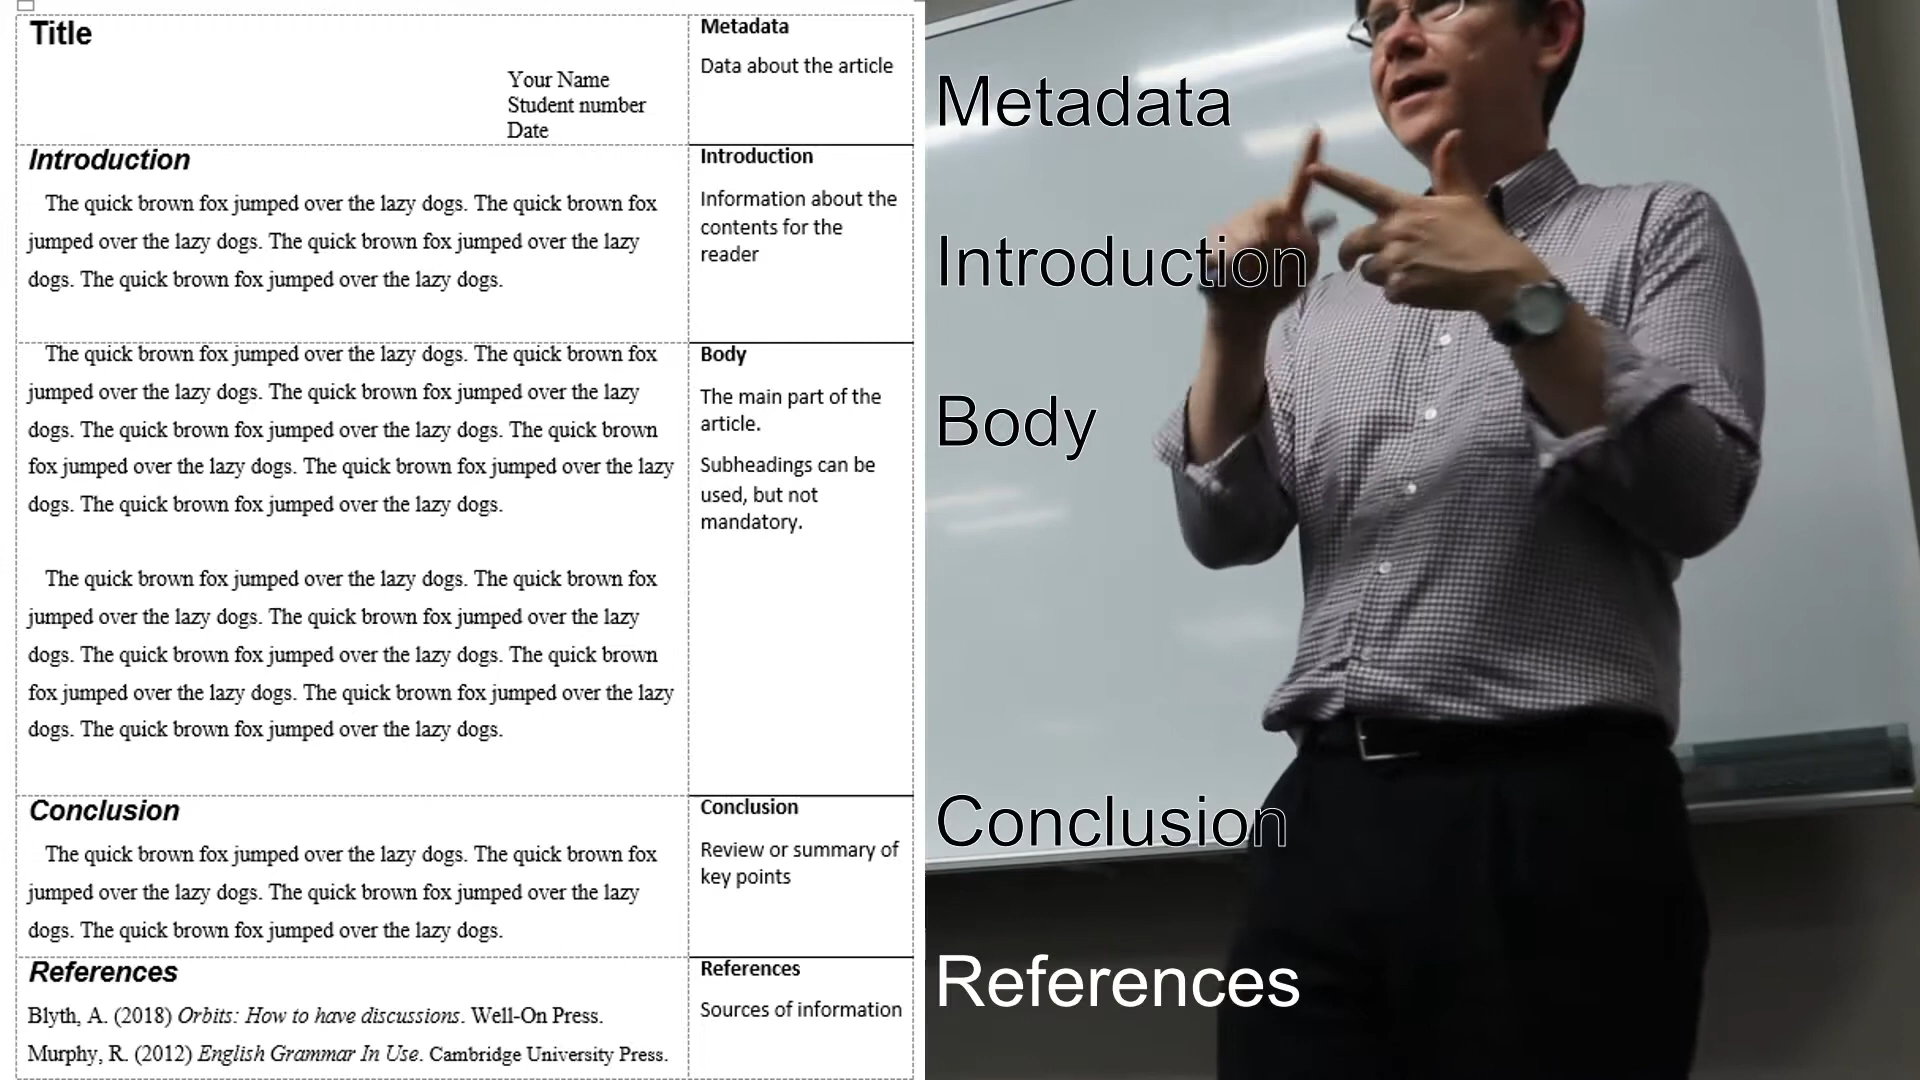 Title
Your Name
Student number
Date
Introduction
The quick brown fox jumped over the lazy dogs. The quick brown fox
jumped over the lazy dogs. The quick brown fox jumped over the lazy
dogs. The quick brown fox jumped over the lazy dogs.
The quick brown fox jumped over the lazy dogs. The quick brown fox
jumped over the lazy dogs. The quick brown fox jumped over the lazy
dogs. The quick brown fox jumped over the lazy dogs. The quick brown
fox jumped over the lazy dogs. The quick brown fox jumped over the lazy
dogs. The quick brown fox jumped over the lazy dogs.
The quick brown fox jumped over the lazy dogs. The quick brown fox
jumped over the lazy dogs. The quick brown fox jumped over the lazy
dogs. The quick brown fox jumped over the lazy dogs. The quick brown
fox jumped over the lazy dogs. The quick brown fox jumped over the lazy
dogs. The quick brown fox jumped over the lazy dogs.
Conclusion
The quick brown fox jumped over the lazy dogs. The quick brown fox
jumped over the lazy dogs. The quick brown fox jumped over the lazy
dogs. The quick brown fox jumped over the lazy dogs.
References
Blyth, A. (2018) Orbits: How to have discussions. Well-On Press.
Murphy, R. (2012) English Grammar In Use. Cambridge University Press.
Metadata
Data about the article
Introduction
Information about the
contents for the
reader
Body
The main part of the
article.
Subheadings can be
used, but not
mandatory.
Conclusion
Review or summary of
key points
References
Sources of information
Metadata
Introduction
Body
Conclusion
References